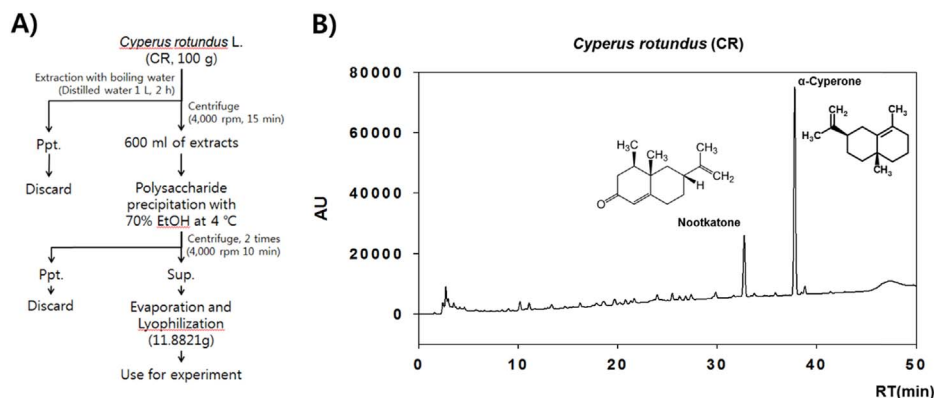 A)
Cyperus rotundus L.
(CR, 100 g)
Extraction with boiling water
(Distilled water 1 L, 2 h)
Centrifuge
(4,000 rpm, 15 min)
Ppt.
600 ml of extracts
Discard
Polysaccharide
precipitation with
70% EtOH at 4 ℃
Centrifuge, 2 times
(4,000 rpm 10 min)
Ppt.
Sup.
Discard
Evaporation and
Lyophilization
(11.8821g)
Use for experiment
B)
Cyperus rotundus (CR)
80000
60000
40000
20000
0
AU
0 10 20 30 40 50
RT(min)
Nootkatone
H₃C
CH₃
CH₃
CH₂
H
O
α-Cyperone
CH₂
H₃C
CH₃
CH₃